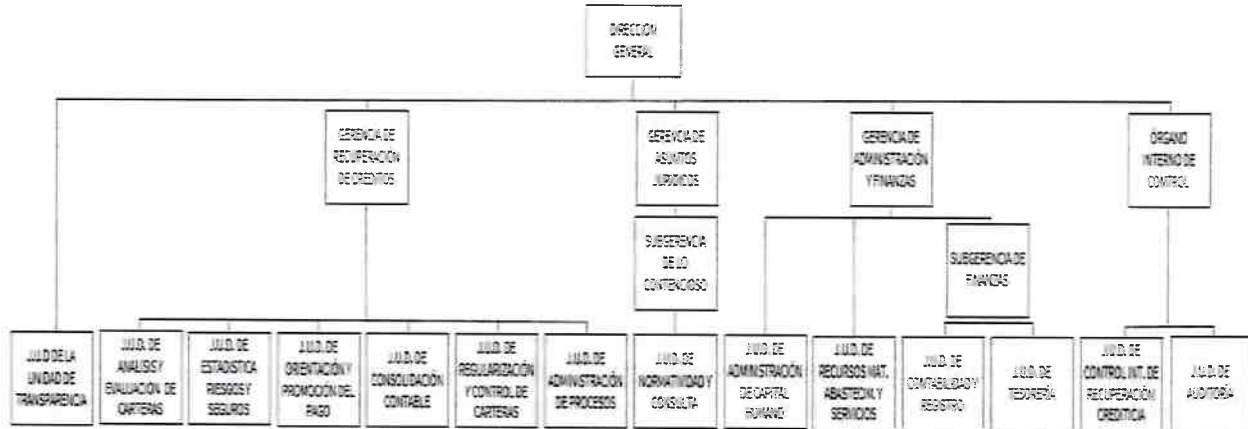 DIRECCIÓN
GENERAL
GERENCIA DE
RECUPERACIÓN
DE CRÉDITOS
GERENCIA DE
ASUNTOS
JURÍDICOS
GERENCIA DE
ADMINISTRACIÓN
Y FINANZAS
ÓRGANO
INTERNO DE
CONTROL
SUBGERENCIA
DE LO
CONTENCIOSO
SUBGERENCIA DE
FINANZAS
J.U.D DE LA
UNIDAD DE
TRANSPARENCIA
J.U.D. DE
ANALISIS Y
EVALUACION DE
CARTERAS
J.U.D. DE
ESTADISTICA
RIESGOS Y
SEGUROS
J.U.D. DE
ORIENTACIÓN Y
PROMOCIÓN DEL
PAGO
J.U.D. DE
CONSOLIDACIÓN
CONTABLE
J.U.D. DE
REGULARIZACIÓN
Y CONTROL DE
CARTERAS
J.U.D. DE
ADMINISTRACIÓN
DE PROCESOS
J.U.D. DE
NORMATIVIDAD Y
CONSULTA
J.U.D. DE
ADMINISTRACIÓN
DE CAPITAL
HUMANO
J.U.D. DE
RECURSOS MAT.
ABASTECIM. Y
SERVICIOS
J.U.D. DE
CONTABILIDAD Y
REGISTRO
J.U.D. DE
TESORERÍA
J.U.D. DE
CONTROL INT. DE
RECUPERACIÓN
CREDITICIA
J.U.D. DE
AUDITORÍA